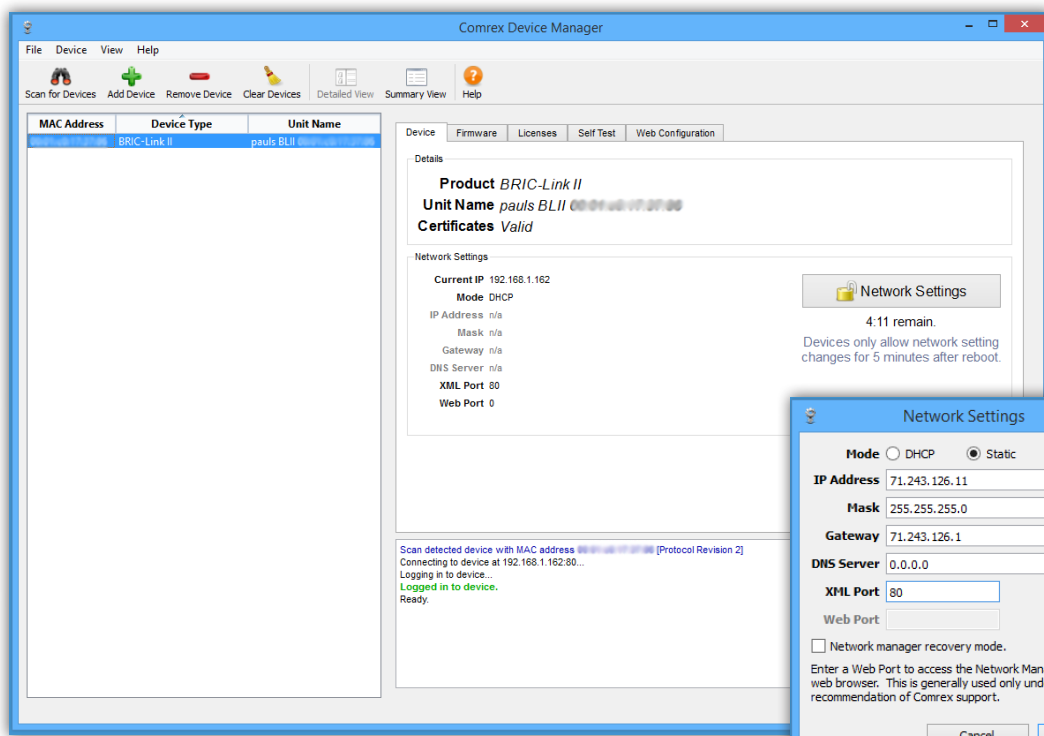 Comrex Device Manager
File Device View Help
Scan for Devices Add Device Remove Device Clear Devices Detailed View Summary View Help
MAC Address Device Type Unit Name
BRIC-Link II pauls BLII
Device Firmware Licenses Self Test Web Configuration
Details
Product BRIC-Link II
Unit Name pauls BLII
Certificates Valid
Network Settings
Current IP 192.168.1.162
Mode DHCP
IP Address n/a
Mask n/a
Gateway n/a
DNS Server n/a
XML Port 80
Web Port 0
Network Settings
4:11 remain.
Devices only allow network setting
changes for 5 minutes after reboot.
Scan detected device with MAC address [Protocol Revision 2]
Connecting to device at 192.168.1.162:80...
Logging in to device...
Logged in to device.
Ready.
Network Settings
Mode DHCP Static
IP Address 71.243.126.11
Mask 255.255.255.0
Gateway 71.243.126.1
DNS Server 0.0.0.0
XML Port 80
Web Port
Network manager recovery mode.
Enter a Web Port to access the Network Man
web browser. This is generally used only und
recommendation of Comrex support.
Cancel